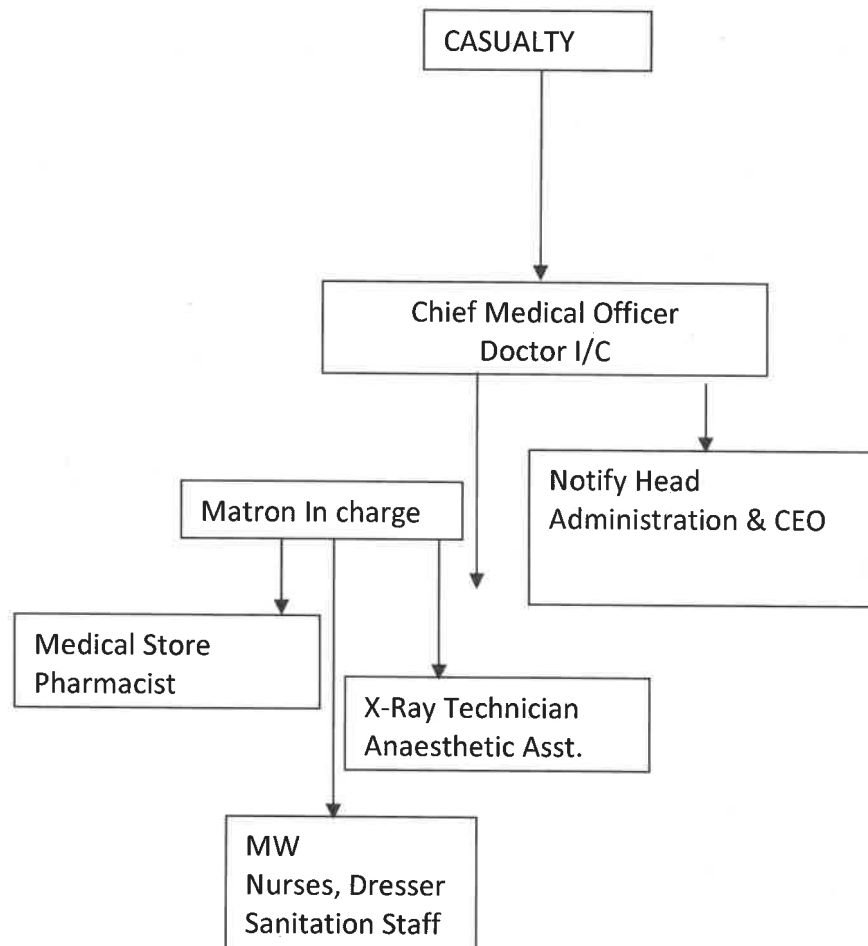 CASUALTY
Chief Medical Officer
Doctor I/C
Notify Head
Administration & CEO
Matron In charge
Medical Store
Pharmacist
X-Ray Technician
Anaesthetic Asst.
MW
Nurses, Dresser
Sanitation Staff